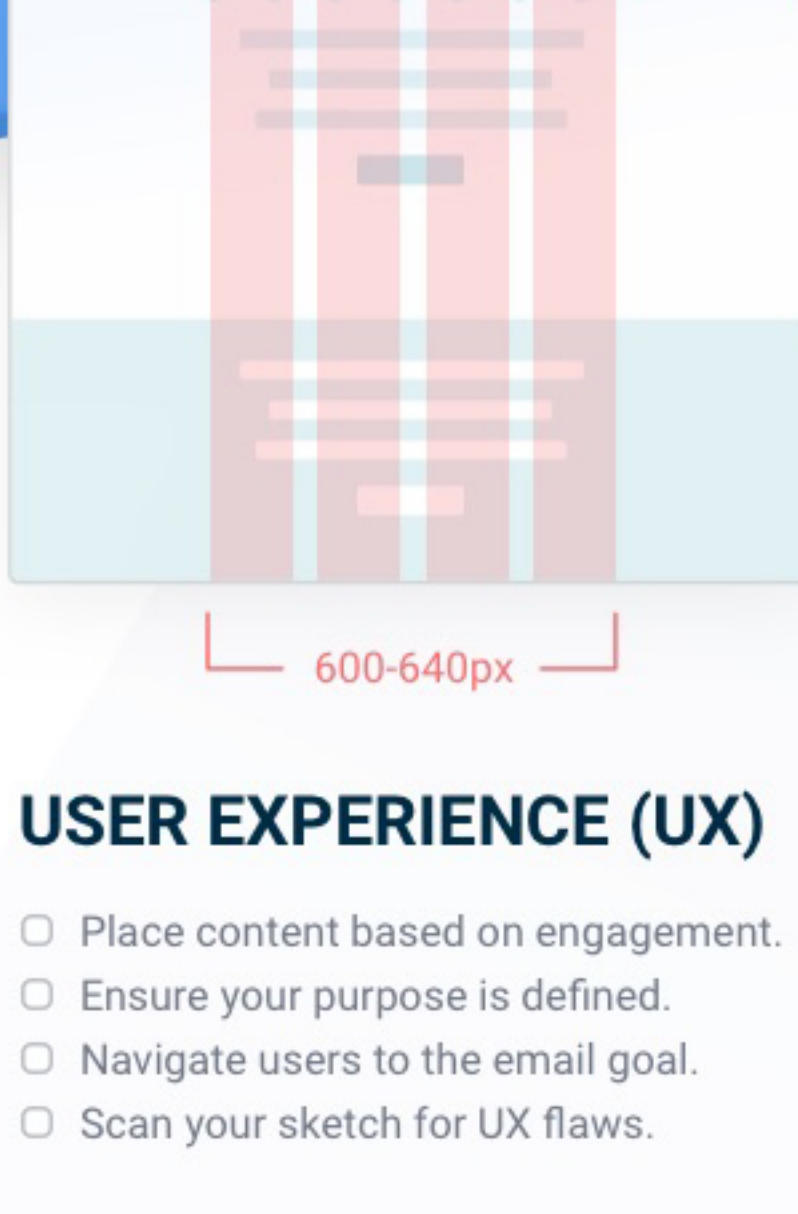 600-640px
USER EXPERIENCE (UX)
Place content based on engagement.
Ensure your purpose is defined.
Navigate users to the email goal.
Scan your sketch for UX flaws.